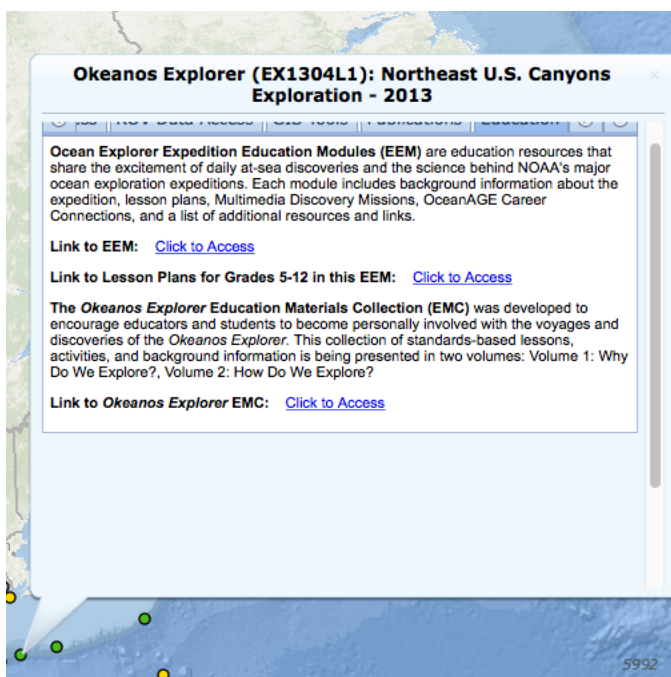 Okeanos Explorer (EX1304L1): Northeast U.S. Canyons
Exploration - 2013
ROV Data Access GIS Tools Publications Education
Ocean Explorer Expedition Education Modules (EEM) are education resources that
share the excitement of daily at-sea discoveries and the science behind NOAA's major
ocean exploration expeditions. Each module includes background information about the
expedition, lesson plans, Multimedia Discovery Missions, OceanAGE Career
Connections, and a list of additional resources and links.
Link to EEM: Click to Access
Link to Lesson Plans for Grades 5-12 in this EEM: Click to Access
The Okeanos Explorer Education Materials Collection (EMC) was developed to
encourage educators and students to become personally involved with the voyages and
discoveries of the Okeanos Explorer. This collection of standards-based lessons,
activities, and background information is being presented in two volumes: Volume 1: Why
Do We Explore?, Volume 2: How Do We Explore?
Link to Okeanos Explorer EMC: Click to Access
5992